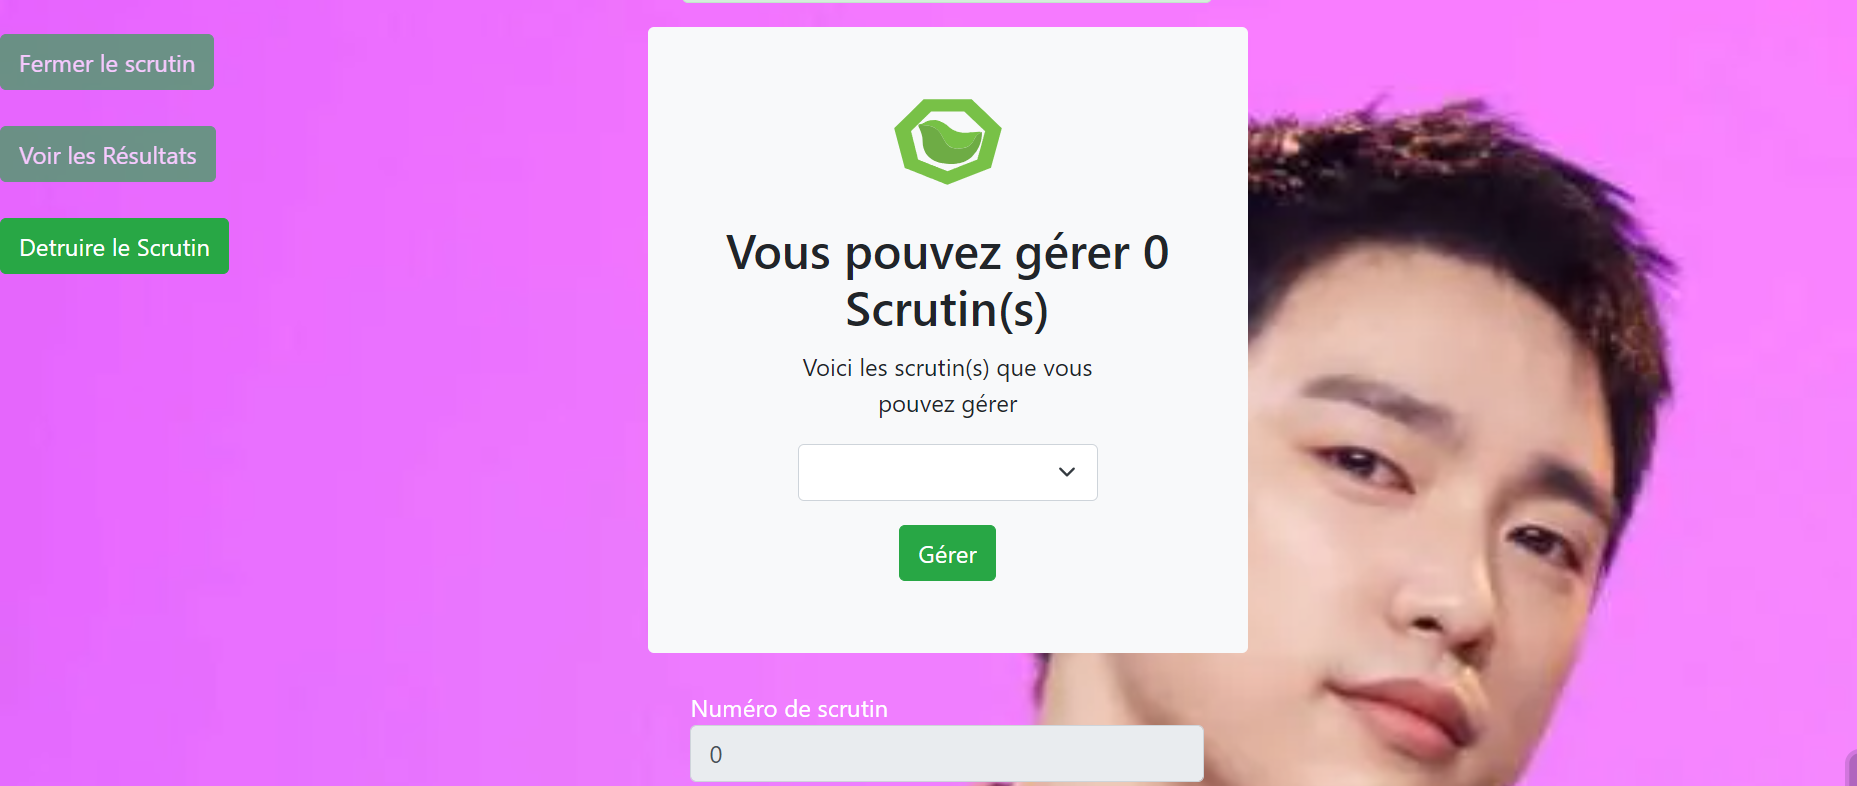 Fermer le scrutin
Voir les Résultats
Detruire le Scrutin
Vous pouvez gérer 0
Scrutin(s)
Voici les scrutin(s) que vous
pouvez gérer
Gérer
Numéro de scrutin
0